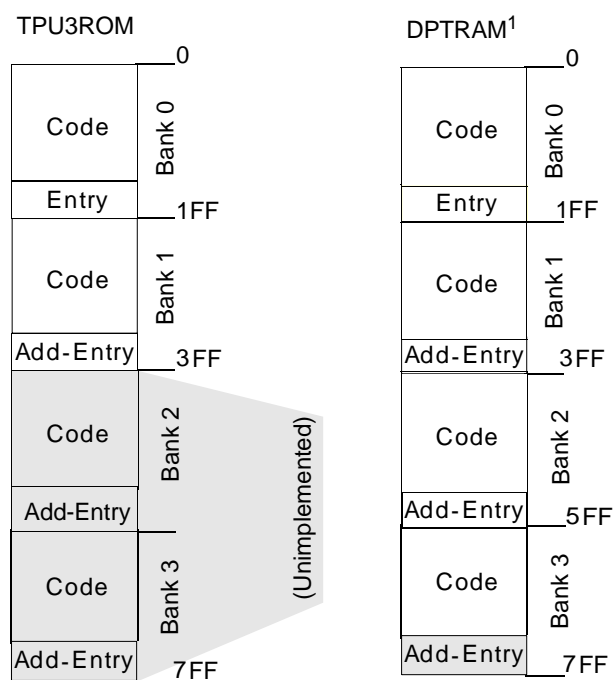 TPU3ROM
0
Code
Bank 0
Entry
1FF
Code
Bank 1
Add-Entry
3FF
Code
Bank 2
Add-Entry
Code
Bank 3
Add-Entry
7FF
(Unimplemented)
DPTRAM1
0
Code
Bank 0
Entry
1FF
Code
Bank 1
Add-Entry
3FF
Code
Bank 2
Add-Entry
5FF
Code
Bank 3
Add-Entry
7FF